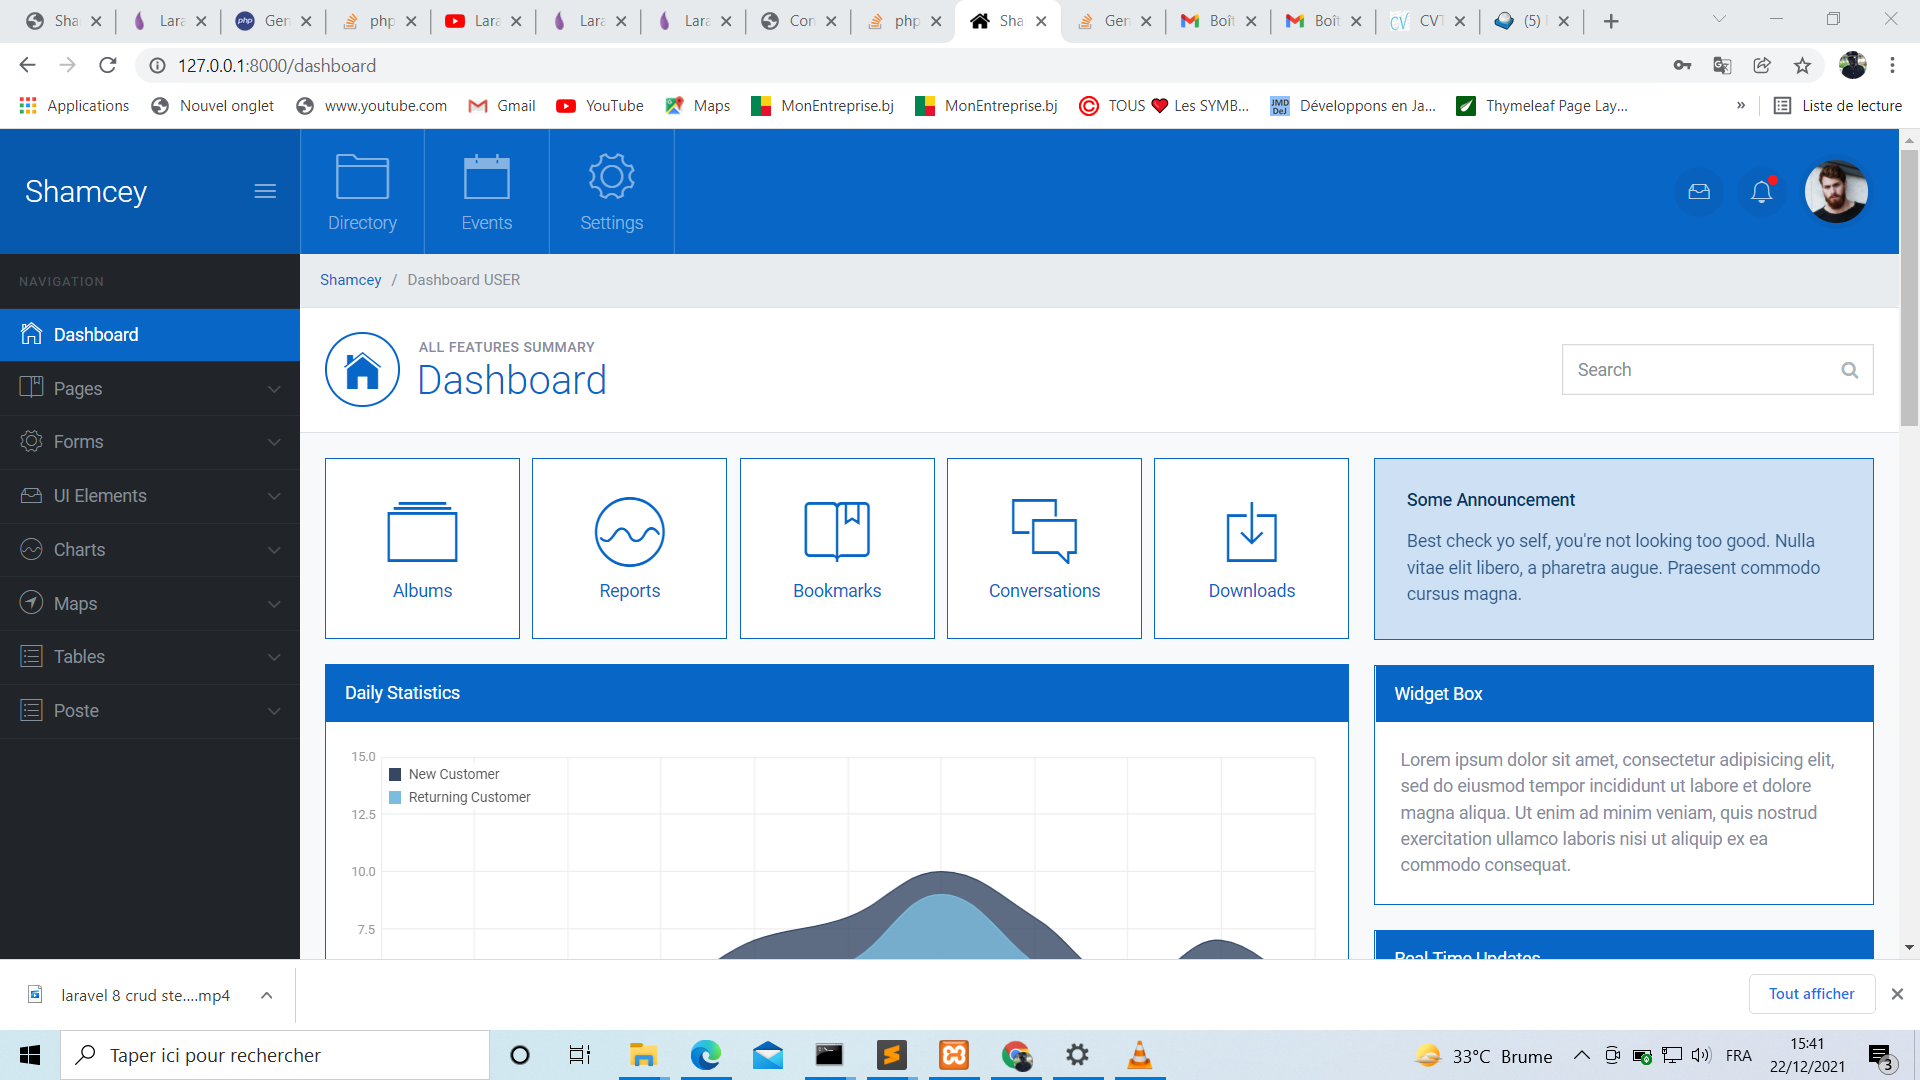 Sha
Lara
Gen
php
Lara
Lara
Lara
Con
php
Sha
Gen
Boît
Boît
CVT
(5)
127.0.0.1:8000/dashboard
Applications
Nouvel onglet
www.youtube.com
Gmail
YouTube
Maps
MonEntreprise.bj
MonEntreprise.bj
TOUS ❤ Les SYMB...
Développons en Ja...
Thymeleaf Page Lay...
»
Liste de lecture
Shamcey
Directory
Events
Settings
NAVIGATION
Shamcey / Dashboard USER
Dashboard
Pages
Forms
UI Elements
Charts
Maps
Tables
Poste
ALL FEATURES SUMMARY
Dashboard
Search
Albums
Reports
Bookmarks
Conversations
Downloads
Some Announcement
Best check yo self, you're not looking too good. Nulla
vitae elit libero, a pharetra augue. Praesent commodo
cursus magna.
Daily Statistics
15.0
New Customer
Returning Customer
12.5
10.0
7.5
Widget Box
Lorem ipsum dolor sit amet, consectetur adipisicing elit,
sed do eiusmod tempor incididunt ut labore et dolore
magna aliqua. Ut enim ad minim veniam, quis nostrud
exercitation ullamco laboris nisi ut aliquip ex ea
commodo consequat.
Real Time Updates
laravel 8 crud ste....mp4
Tout afficher
Taper ici pour rechercher
33°C Brume
FRA
15:41
22/12/2021
3